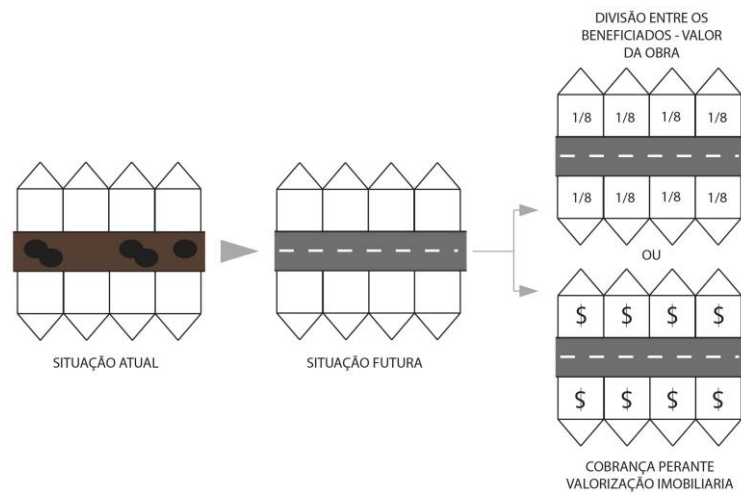 DIVISÃO ENTRE OS
BENEFICIADOS - VALOR
DA OBRA
1/8 1/8 1/8 1/8
1/8 1/8 1/8 1/8
OU
$ $ $ $
$ $ $ $
SITUAÇÃO ATUAL
SITUAÇÃO FUTURA
COBRANÇA PERANTE
VALORIZAÇÃO IMOBILIARIA